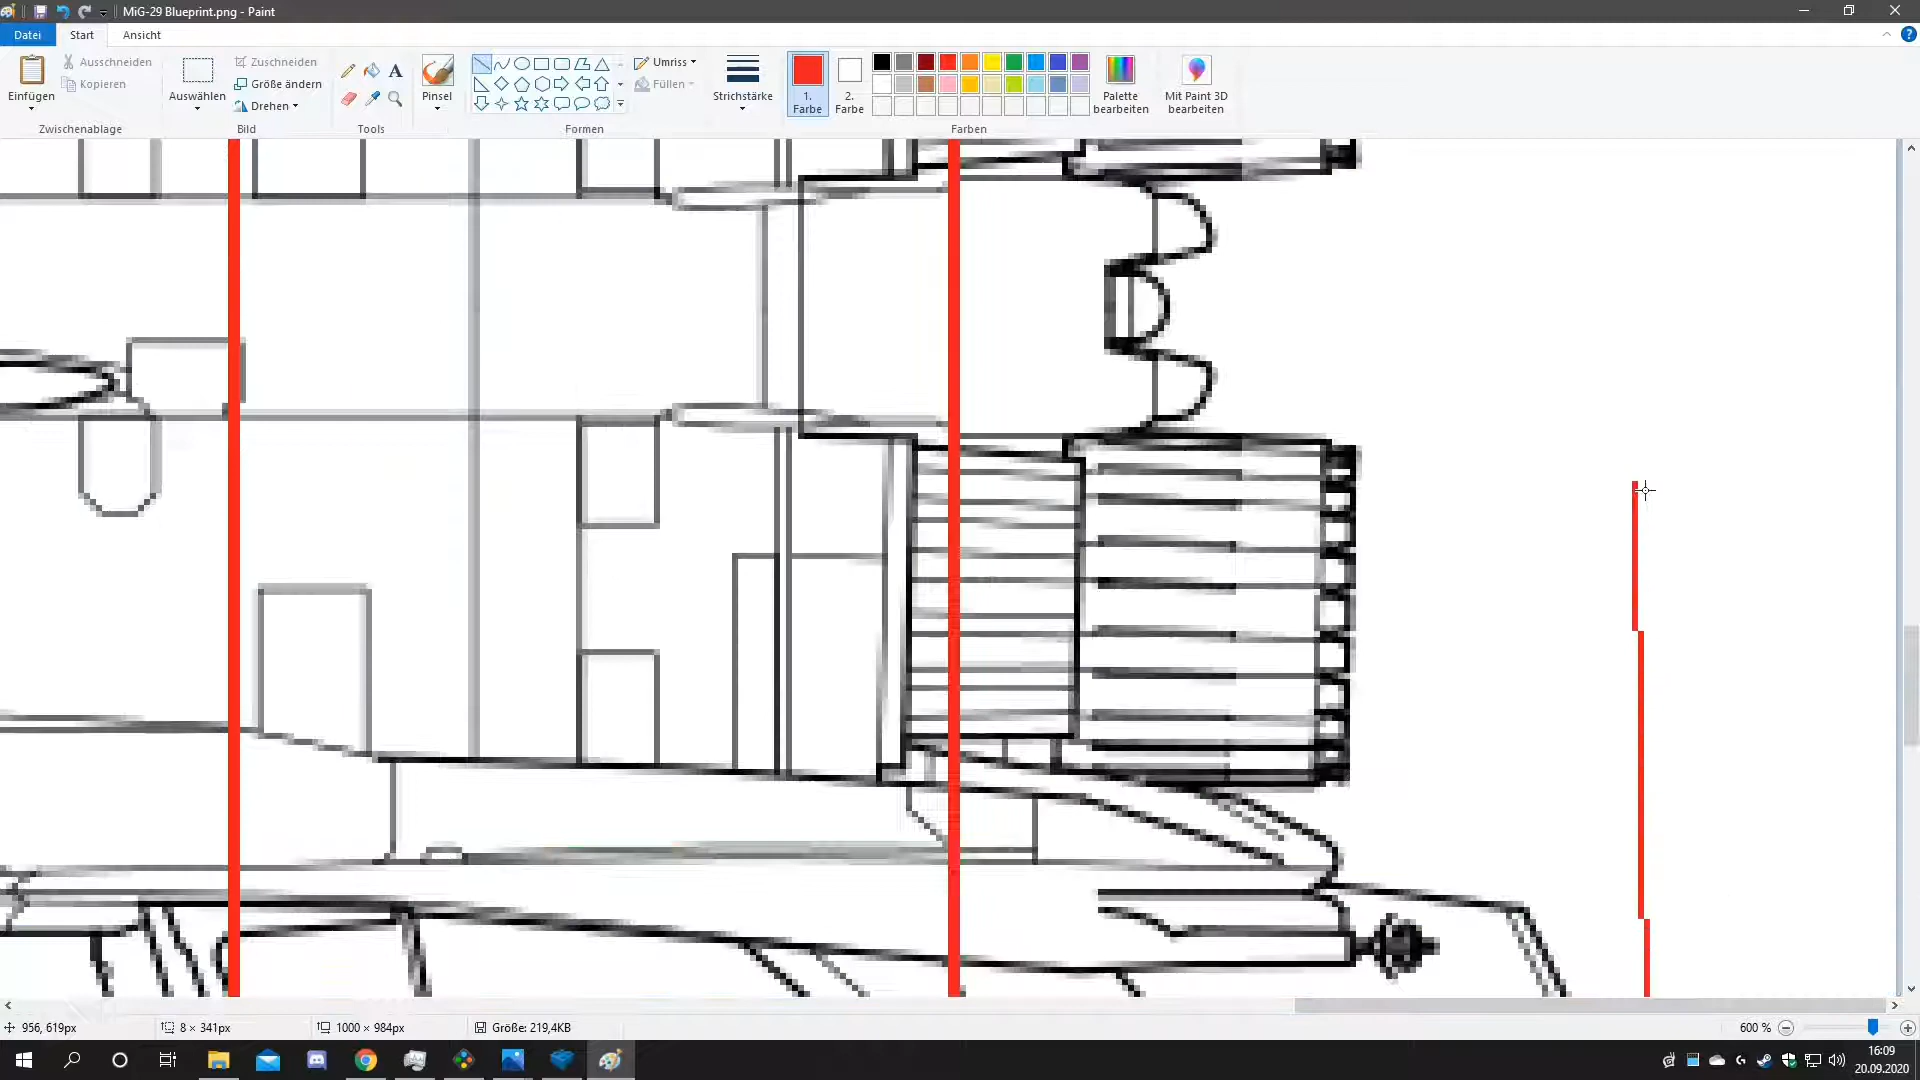 MiG-29 Blueprint.png - Paint
Datei Start Ansicht
Einfügen
Ausschneiden
Kopieren
Zwischenablage
Auswählen
Zuschneiden
Größe ändern
Drehen
Bild
A
Tools
Pinsel
Umriss
Füllen
Formen
Strichstärke
1.
Farbe
2.
Farbe
Palette
bearbeiten
Mit Paint 3D
bearbeiten
Farben
956, 619px
8 × 341px
1000 × 984px
Größe: 219,4KB
600 %
16:09
20.09.2020